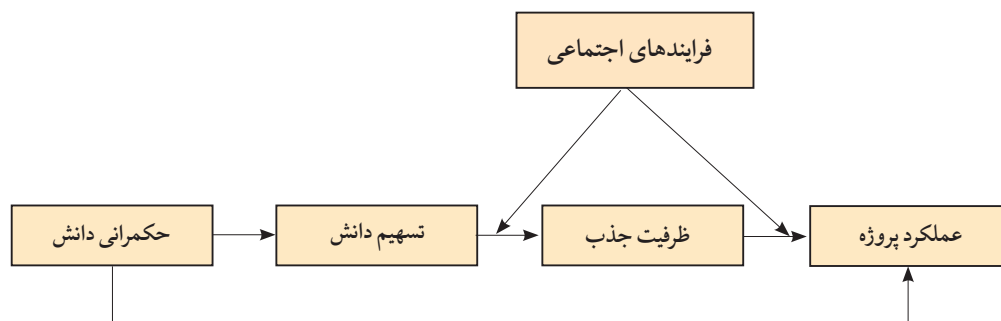 فرایندهای اجتماعی
حکمرانی دانش
تسهیم دانش
ظرفیت جذب
عملکرد پروژه